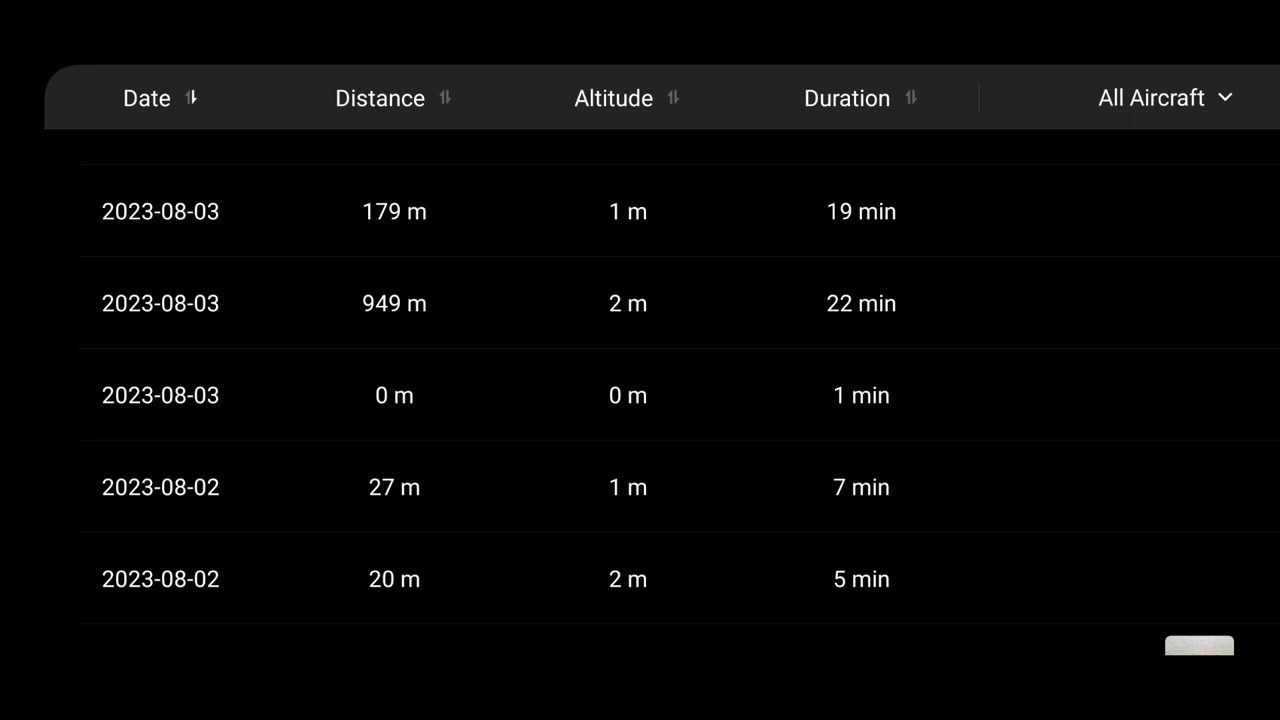 Date Distance Altitude Duration All Aircraft
2023-08-03 179 m 1 m 19 min
2023-08-03 949 m 2 m 22 min
2023-08-03 0 m 0 m 1 min
2023-08-02 27 m 1 m 7 min
2023-08-02 20 m 2 m 5 min